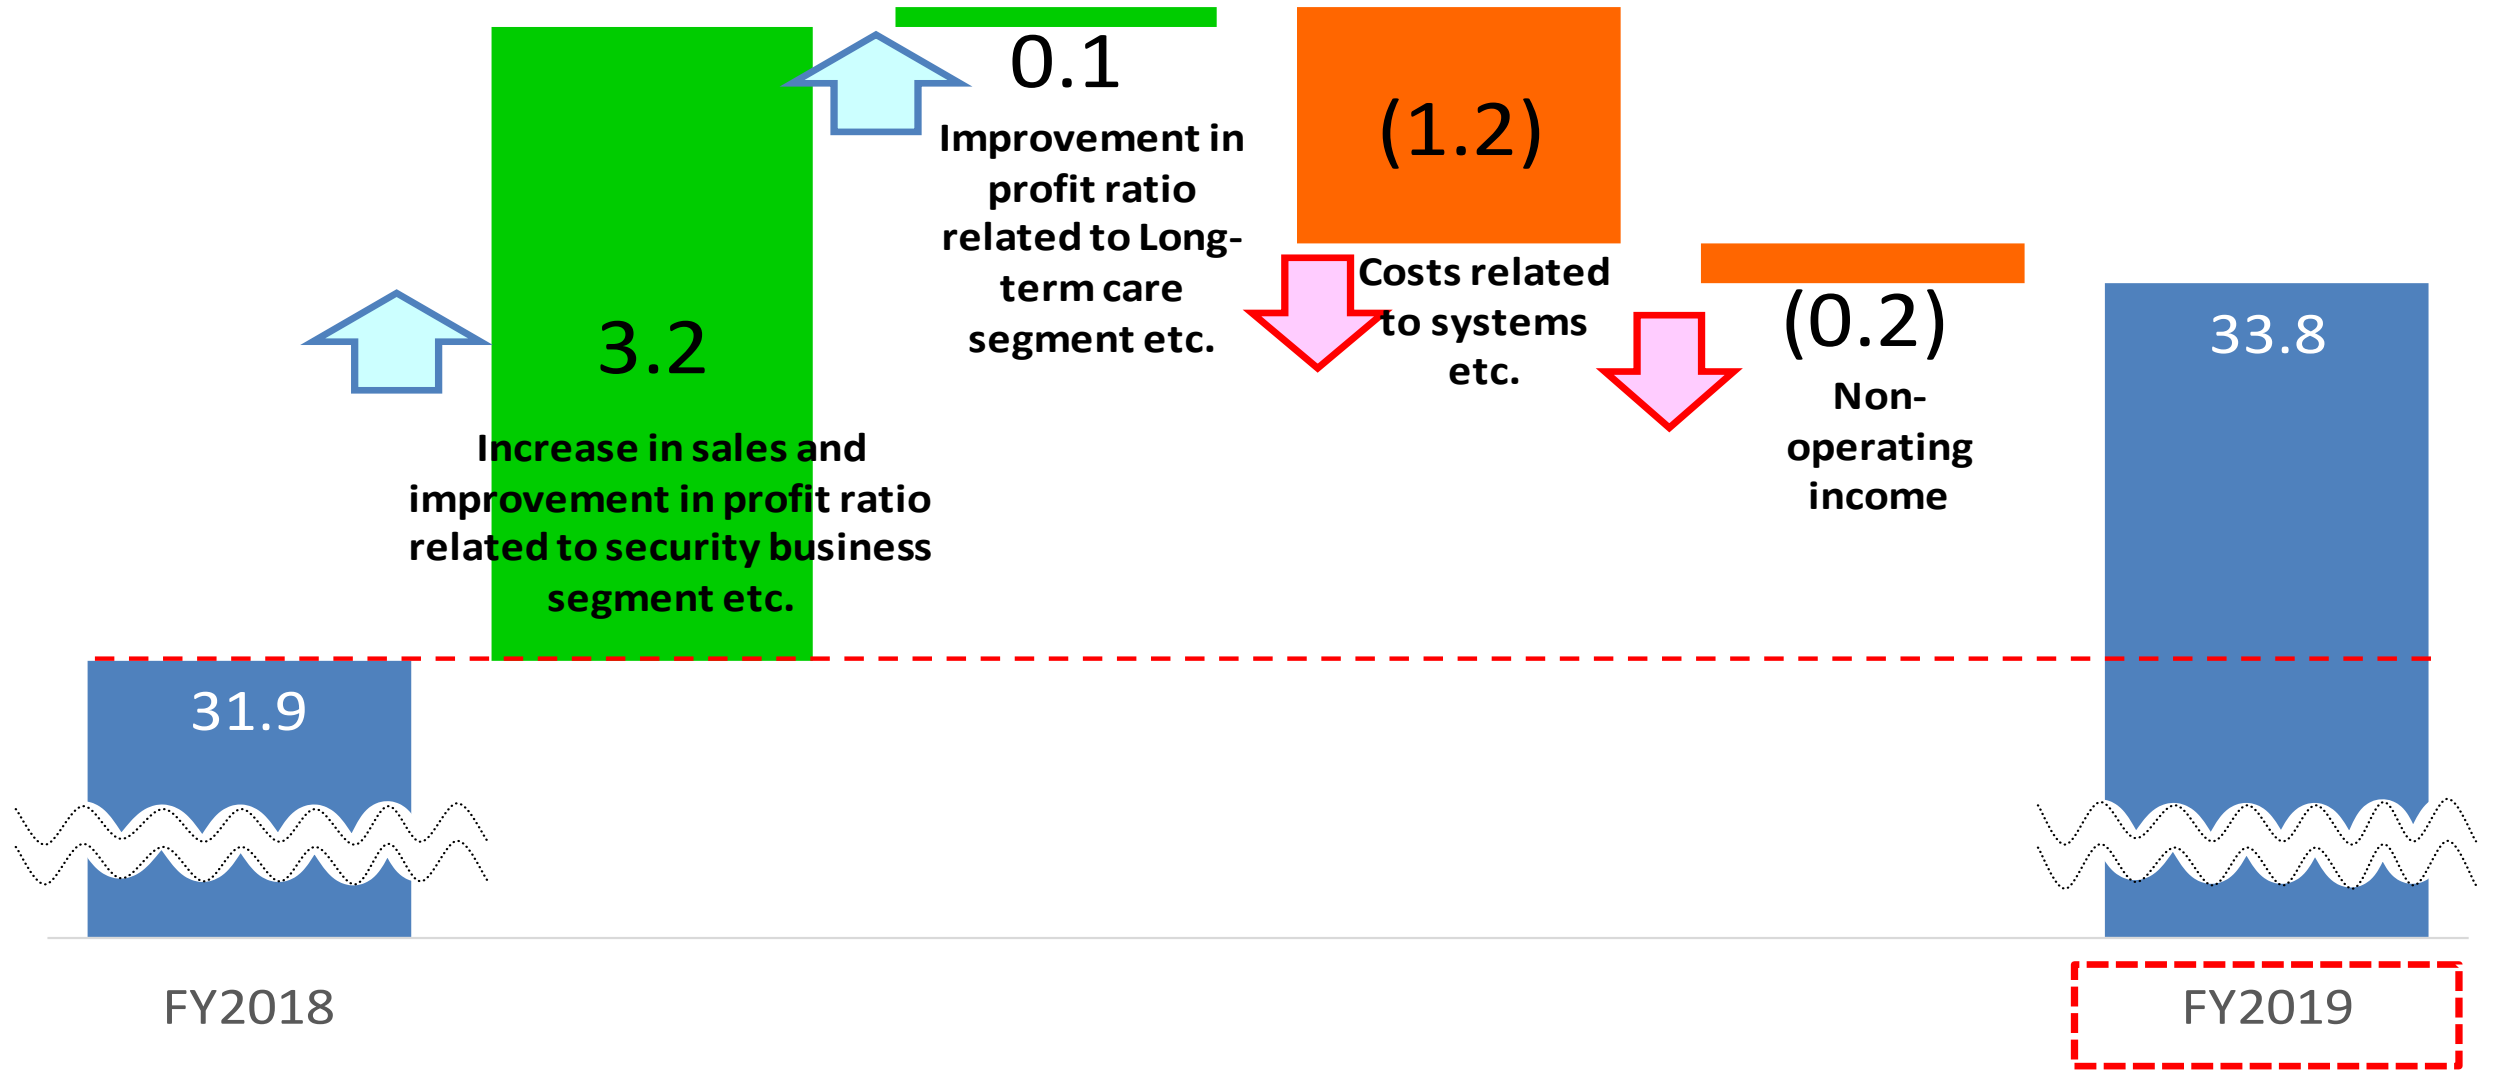 31.9
FY2018
3.2
Increase in sales and
improvement in profit ratio
related to security business
segment etc.
0.1
Improvement in
profit ratio
related to Long-
term care
segment etc.
(1.2)
Costs related
to systems
etc.
(0.2)
Non-
operating
income
33.8
FY2019